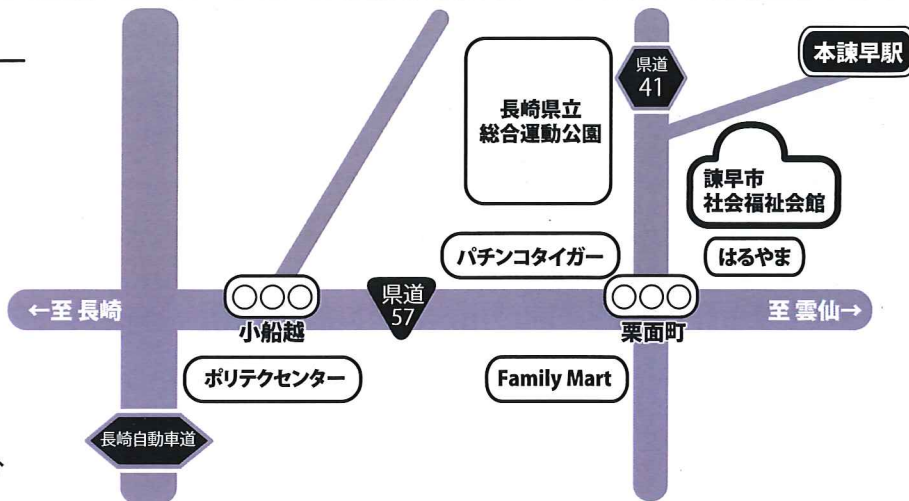 本諫早駅
県道
41
長崎県立
総合運動公園
諫早市
社会福祉会館
パチンコタイガー
はるやま
←至 長崎
小船越
県道
57
栗面町
至 雲仙→
ポリテクセンター
Family Mart
長崎自動車道